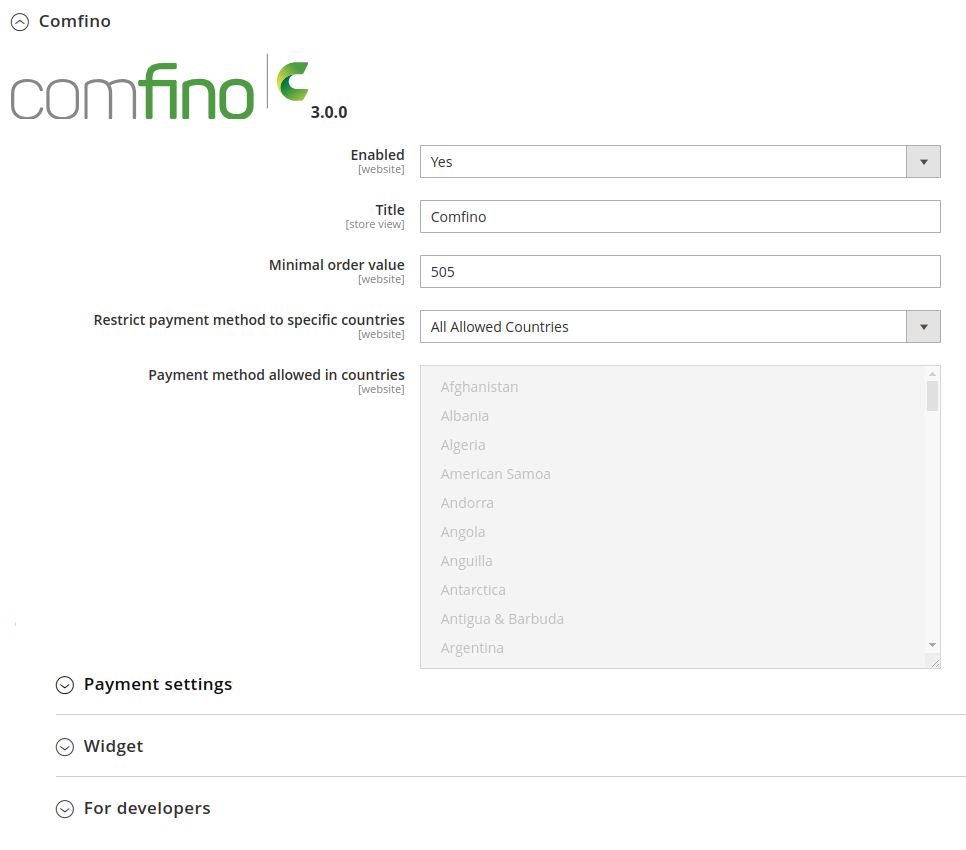 Comfino
comfino
3.0.0
Enabled
[website]
Yes
Title
[store view]
Comfino
Minimal order value
[website]
505
Restrict payment method to specific countries
[website]
All Allowed Countries
Payment method allowed in countries
[website]
Afghanistan
Albania
Algeria
American Samoa
Andorra
Angola
Anguilla
Antarctica
Antigua & Barbuda
Argentina
Payment settings
Widget
For developers